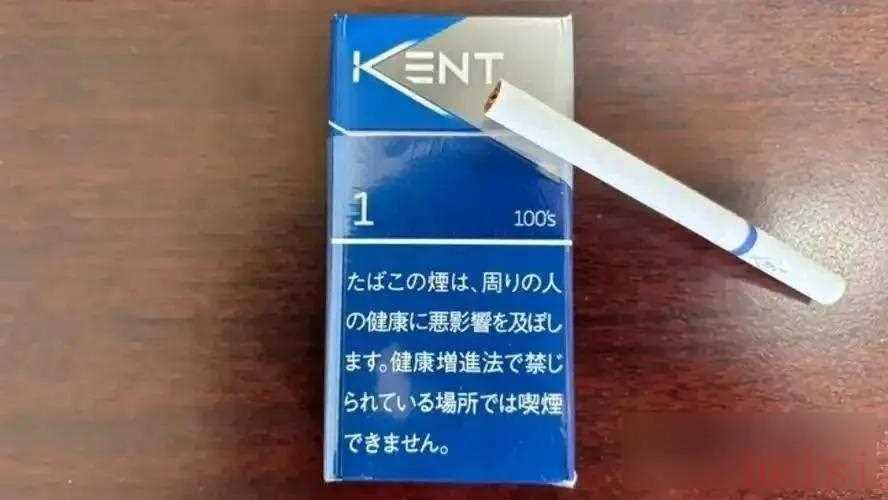 KENT
1
100's
たばこの煙は、周りの人
の健康に悪影響を及ぼし
ます。健康増進法で禁じ
られている場所では喫煙
できません。